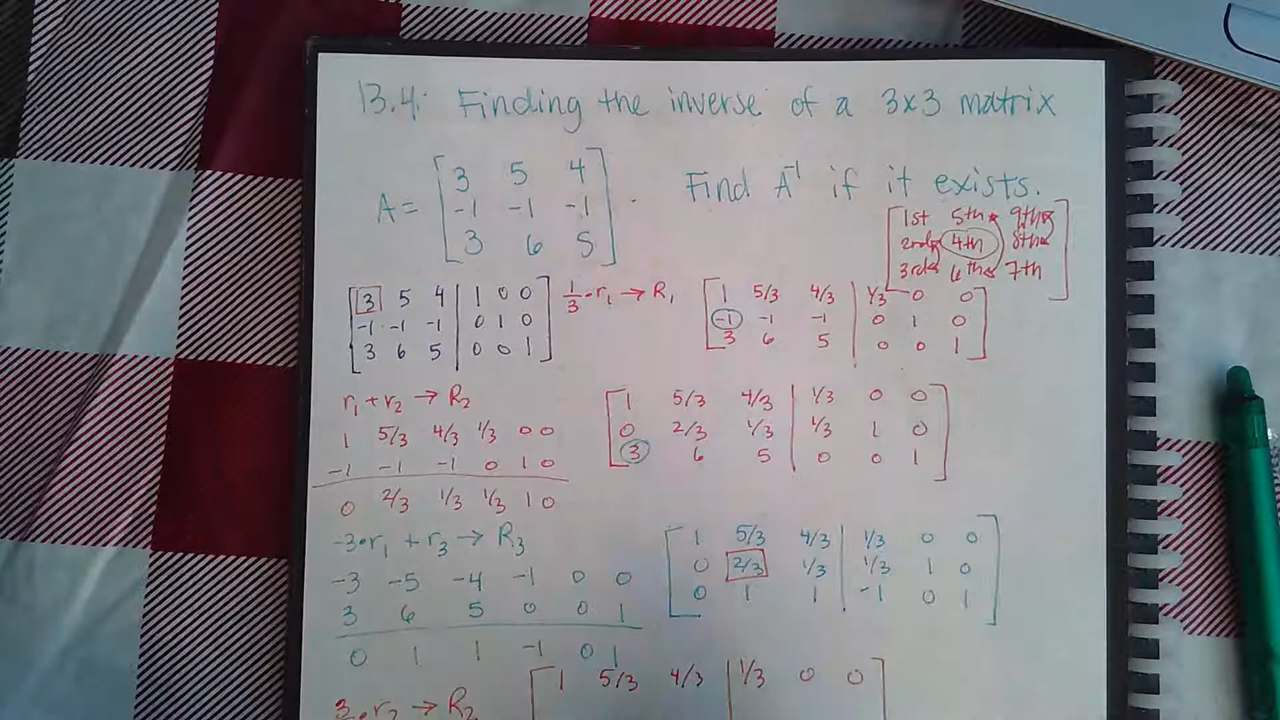 13.4: Finding the inverse of a 3x3 matrix
A = [3 5 4
-1 -1 -1
3 6 5].
Find A⁻¹ if it exists.
[1st 5th 9th
2nd 4th 8th
3rd 6th 7th]
[3 5 4 | 1 0 0
-1 -1 -1 | 0 1 0
3 6 5 | 0 0 1]
1/3 • r₁ → R₁
[1 5/3 4/3 | 1/3 0 0
-1 -1 -1 | 0 1 0
3 6 5 | 0 0 1]
r₁ + r₂ → R₂
1 5/3 4/3 1/3 0 0
-1 -1 -1 0 1 0
0 2/3 1/3 1/3 1 0
[1 5/3 4/3 | 1/3 0 0
0 2/3 1/3 | 1/3 1 0
3 6 5 | 0 0 1]
-3•r₁ + r₃ → R₃
-3 -5 -4 -1 0 0
3 6 5 0 0 1
0 1 1 -1 0 1
[1 5/3 4/3 | 1/3 0 0
0 2/3 1/3 | 1/3 1 0
0 1 1 | -1 0 1]
3 • r₂ → R₂
[1 5/3 4/3 | 1/3 0 0